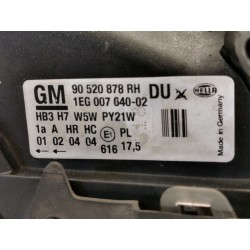 GM 90 520 878 RH DU HELLA
1EG 007 640-02
HB3 H7 W5W PY21W
1a A HR HC E1 PL
01 02 04 04 616 17,5
Made in Germany